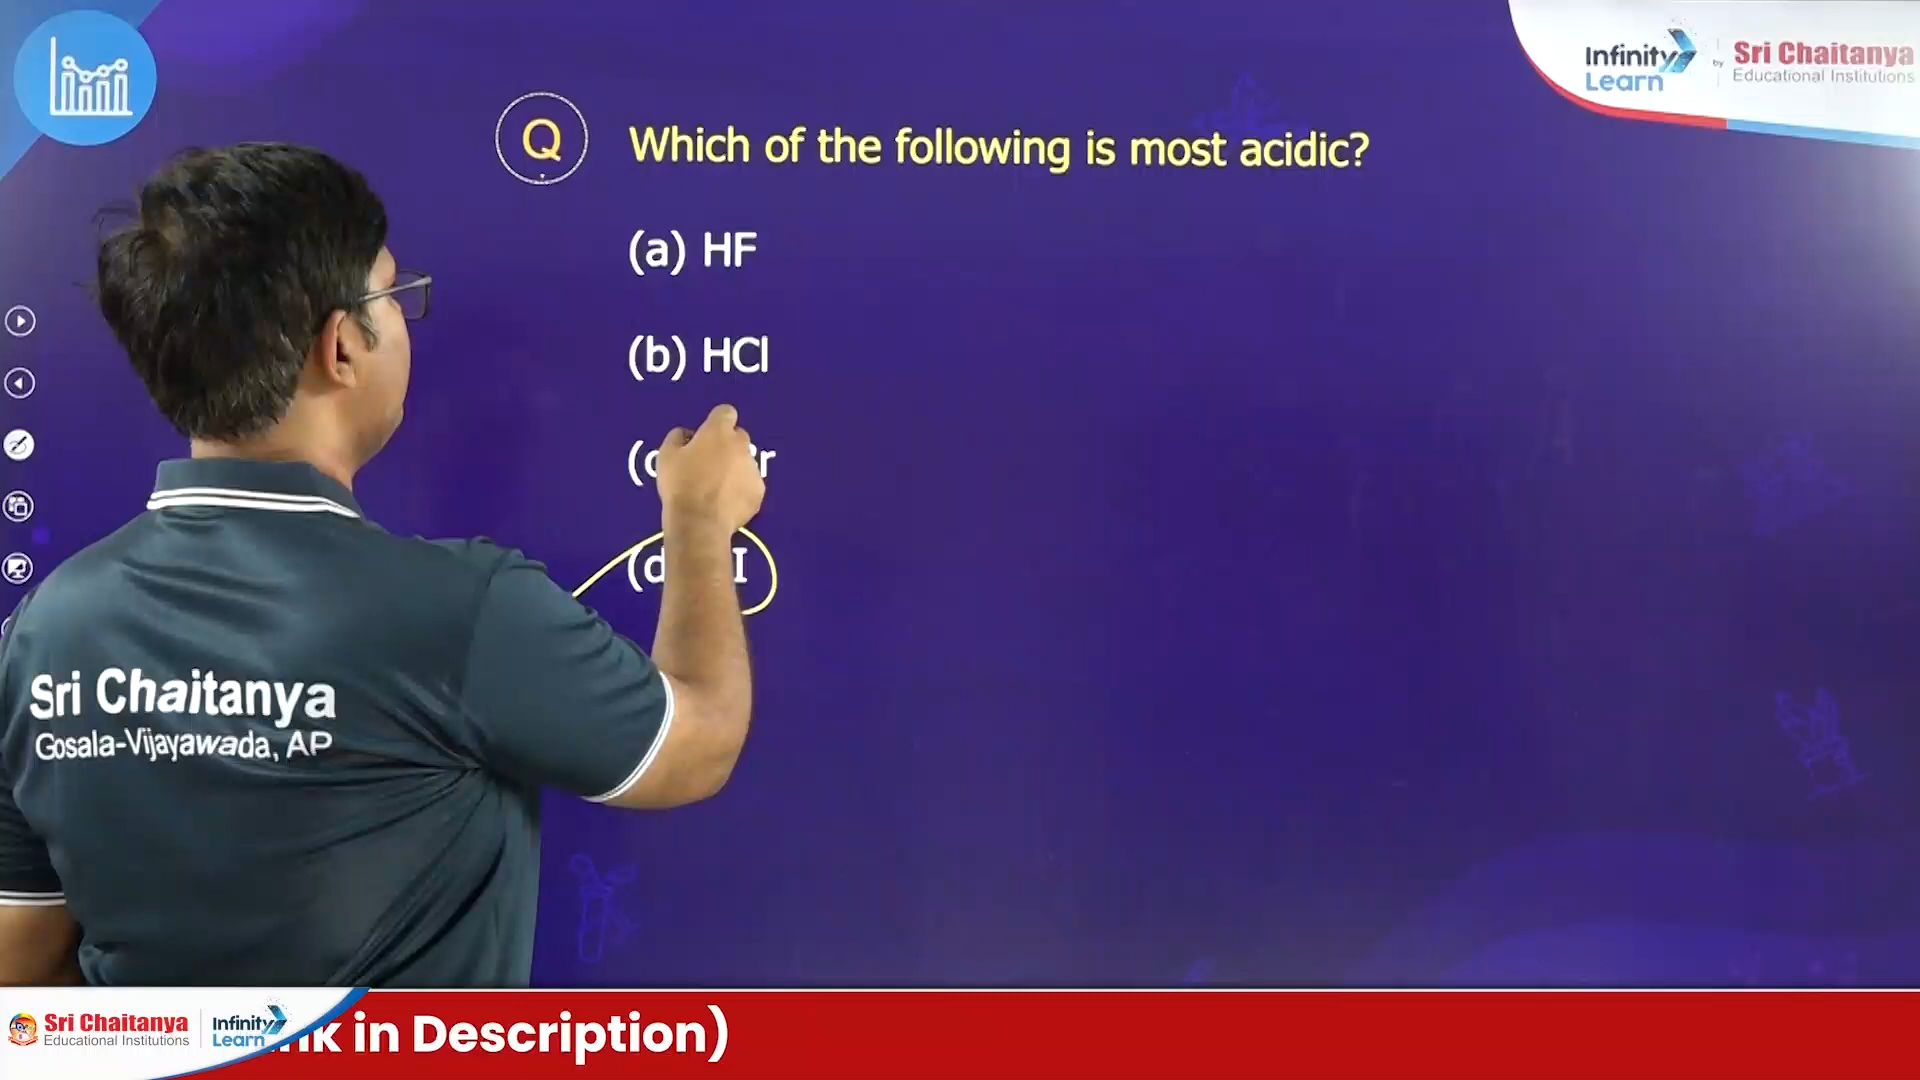 Infinity Learn
by
Sri Chaitanya
Educational Institutions
Q
Which of the following is most acidic?
(a) HF
(b) HCl
(d I
Sri Chaitanya
Gosala-Vijayawada, AP
Sri Chaitanya
Educational Institutions
Infinity Learn
in Description)